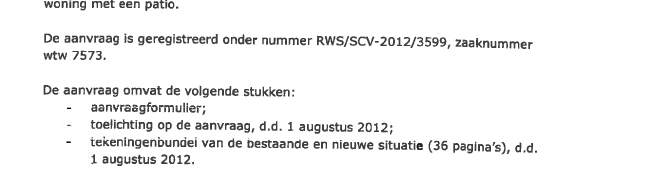 woning met een patio.
De aanvraag is geregistreerd onder nummer RWS/SCV-2012/3599, zaaknummer
wtw 7573.
De aanvraag omvat de volgende stukken:
- aanvraagformulier;
- toelichting op de aanvraag, d.d. 1 augustus 2012;
- tekeningenbundel van de bestaande en nieuwe situatie (36 pagina's), d.d.
1 augustus 2012.